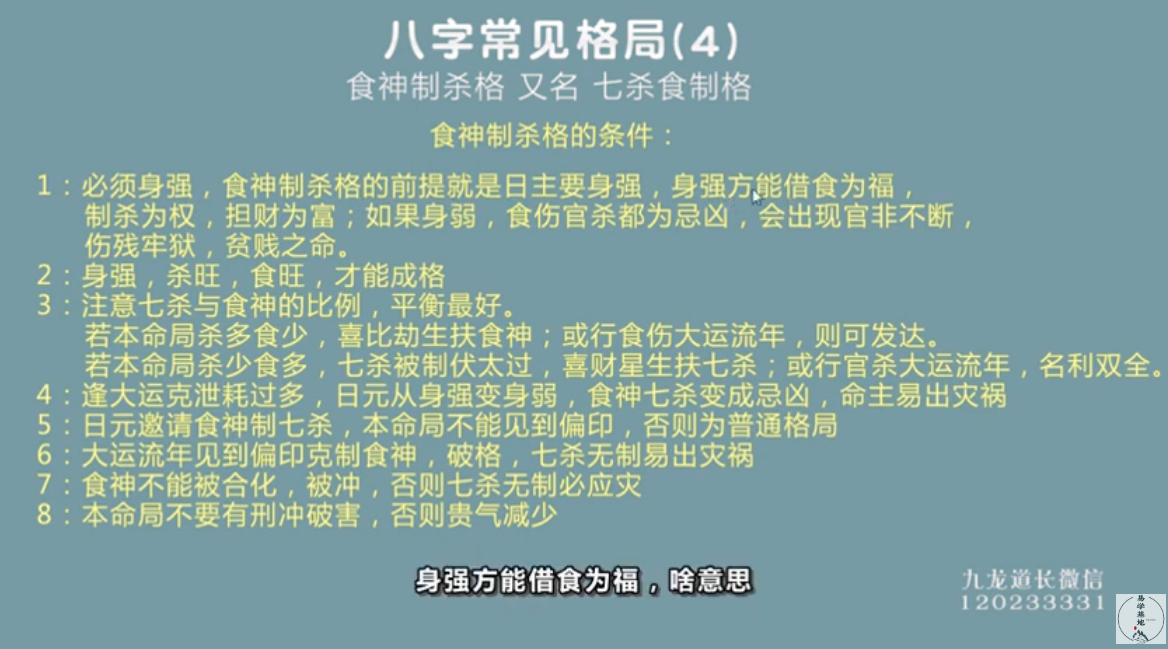 八字常见格局(4)
食神制杀格 又名 七杀食制格
食神制杀格的条件：
1：必须身强，食神制杀格的前提就是日主要身强，身强方能借食为福，
制杀为权，担财为富；如果身弱，食伤官杀都为忌凶，会出现官非不断，
伤残牢狱，贫贱之命。
2：身强，杀旺，食旺，才能成格
3：注意七杀与食神的比例，平衡最好。
若本命局杀多食少，喜比劫生扶食神；或行食伤大运流年，则可发达。
若本命局杀少食多，七杀被制伏太过，喜财星生扶七杀；或行官杀大运流年，名利双全。
4：逢大运克泄耗过多，日元从身强变身弱，食神七杀变成忌凶，命主易出灾祸
5：日元邀请食神制七杀，本命局不能见到偏印，否则为普通格局
6：大运流年见到偏印克制食神，破格，七杀无制易出灾祸
7：食神不能被合化，被冲，否则七杀无制必应灾
8：本命局不要有刑冲破害，否则贵气减少
身强方能借食为福，啥意思
九龙道长微信
120233331
易学基地